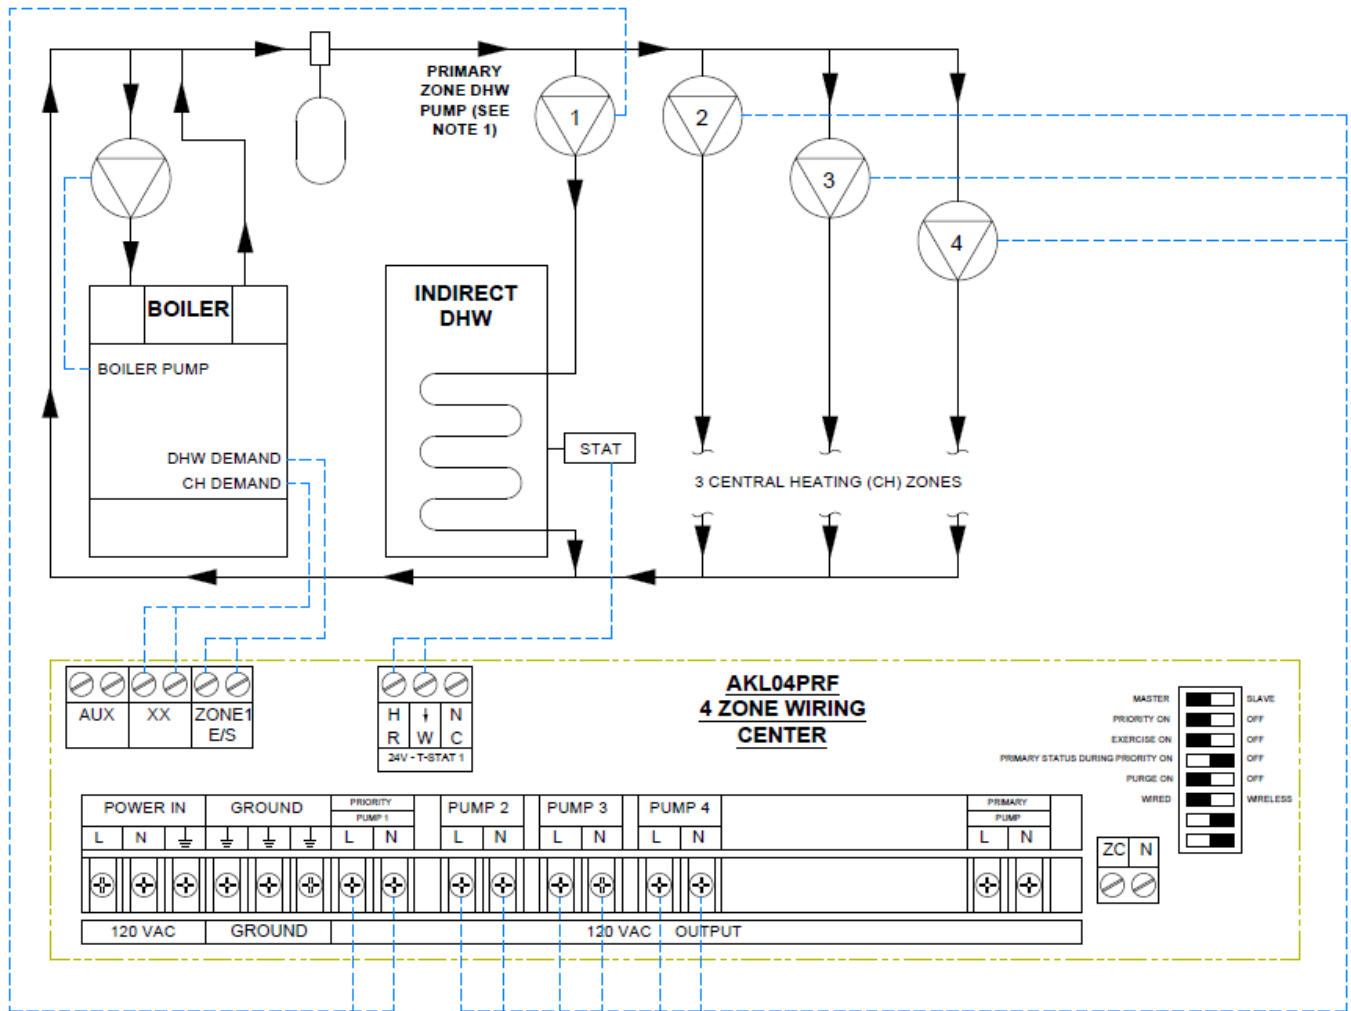 PRIMARY
ZONE DHW
PUMP (SEE
NOTE 1)
1
2
3
4
BOILER
BOILER PUMP
DHW DEMAND
CH DEMAND
INDIRECT
DHW
STAT
3 CENTRAL HEATING (CH) ZONES
AUX XX ZONE1
E/S
H N
R W C
24V - T-STAT 1
AKL04PRF
4 ZONE WIRING
CENTER
MASTER SLAVE
PRIORITY ON OFF
EXERCISE ON OFF
PRIMARY STATUS DURING PRIORITY ON OFF
PURGE ON OFF
WIRED WIRELESS
POWER IN GROUND PRIORITY PUMP 2 PUMP 3 PUMP 4 PRIMARY
PUMP 1 PUMP
L N L N L N L N L N L N
ZC N
120 VAC GROUND 120 VAC OUTPUT